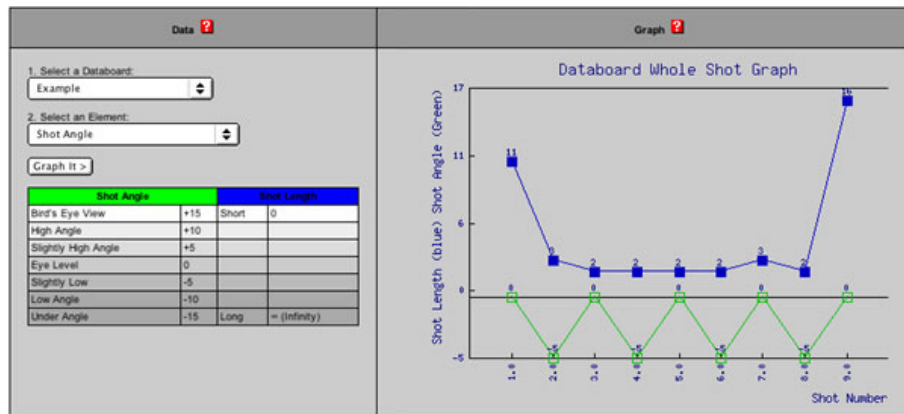 Data ?
Graph ?
1. Select a Databoard:
Example
2. Select an Element:
Shot Angle
Graph It >
Shot Angle Shot Length
Bird's Eye View +15 Short 0
High Angle +10
Slightly High Angle +5
Eye Level 0
Slightly Low -5
Low Angle -10
Under Angle -15 Long = (Infinity)
Databoard Whole Shot Graph
Shot Length (blue) Shot Angle (Green)
17
11
6
0
-5
11 3 2 2 2 2 3 2 16
0 0 0 0 0
1.0 2.0 3.0 4.0 5.0 6.0 7.0 8.0 9.0
Shot Number